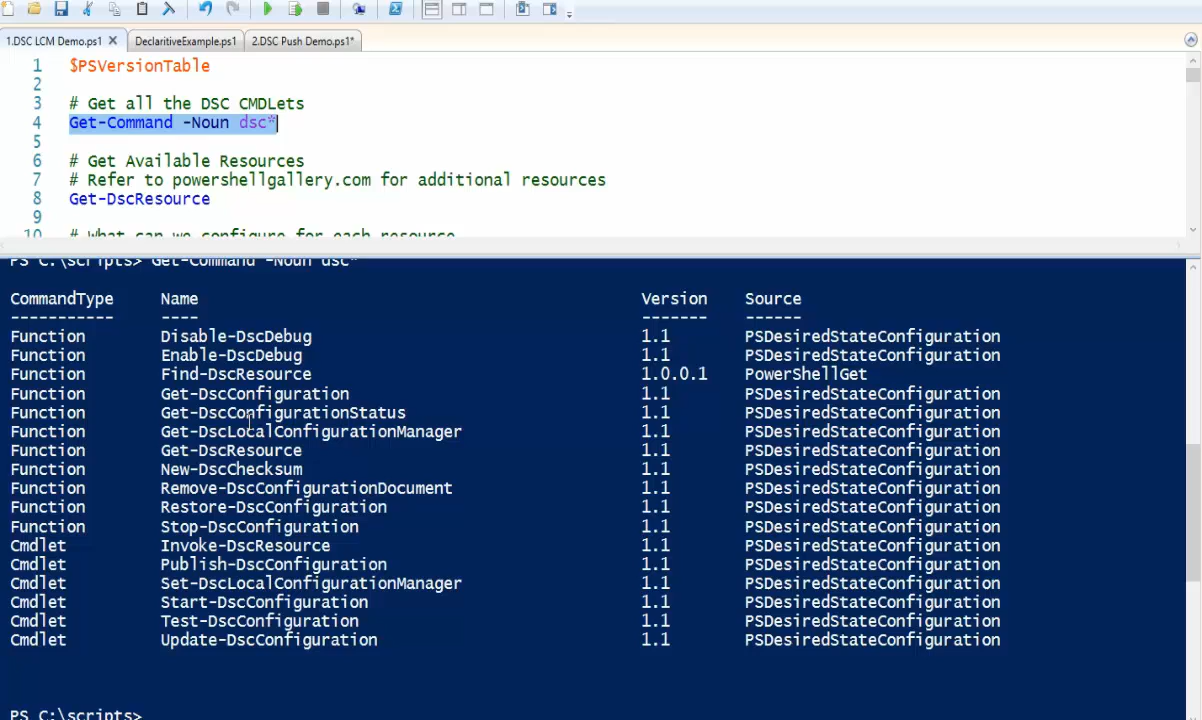 1.DSC LCM Demo.ps1 DeclaritiveExample.ps1 2.DSC Push Demo.ps1*
1 $PSVersionTable
2
3 # Get all the DSC CMDLets
4 Get-Command -Noun dsc*
5
6 # Get Available Resources
7 # Refer to powershellgallery.com for additional resources
8 Get-DscResource
9
10 # What can we configure for each resource
PS C:\scripts> Get-Command -Noun dsc*
CommandType Name Version Source
----------- ---- ------- ------
Function Disable-DscDebug 1.1 PSDesiredStateConfiguration
Function Enable-DscDebug 1.1 PSDesiredStateConfiguration
Function Find-DscResource 1.0.0.1 PowerShellGet
Function Get-DscConfiguration 1.1 PSDesiredStateConfiguration
Function Get-DscConfigurationStatus 1.1 PSDesiredStateConfiguration
Function Get-DscLocalConfigurationManager 1.1 PSDesiredStateConfiguration
Function Get-DscResource 1.1 PSDesiredStateConfiguration
Function New-DscChecksum 1.1 PSDesiredStateConfiguration
Function Remove-DscConfigurationDocument 1.1 PSDesiredStateConfiguration
Function Restore-DscConfiguration 1.1 PSDesiredStateConfiguration
Function Stop-DscConfiguration 1.1 PSDesiredStateConfiguration
Cmdlet Invoke-DscResource 1.1 PSDesiredStateConfiguration
Cmdlet Publish-DscConfiguration 1.1 PSDesiredStateConfiguration
Cmdlet Set-DscLocalConfigurationManager 1.1 PSDesiredStateConfiguration
Cmdlet Start-DscConfiguration 1.1 PSDesiredStateConfiguration
Cmdlet Test-DscConfiguration 1.1 PSDesiredStateConfiguration
Cmdlet Update-DscConfiguration 1.1 PSDesiredStateConfiguration
PS C:\scripts>